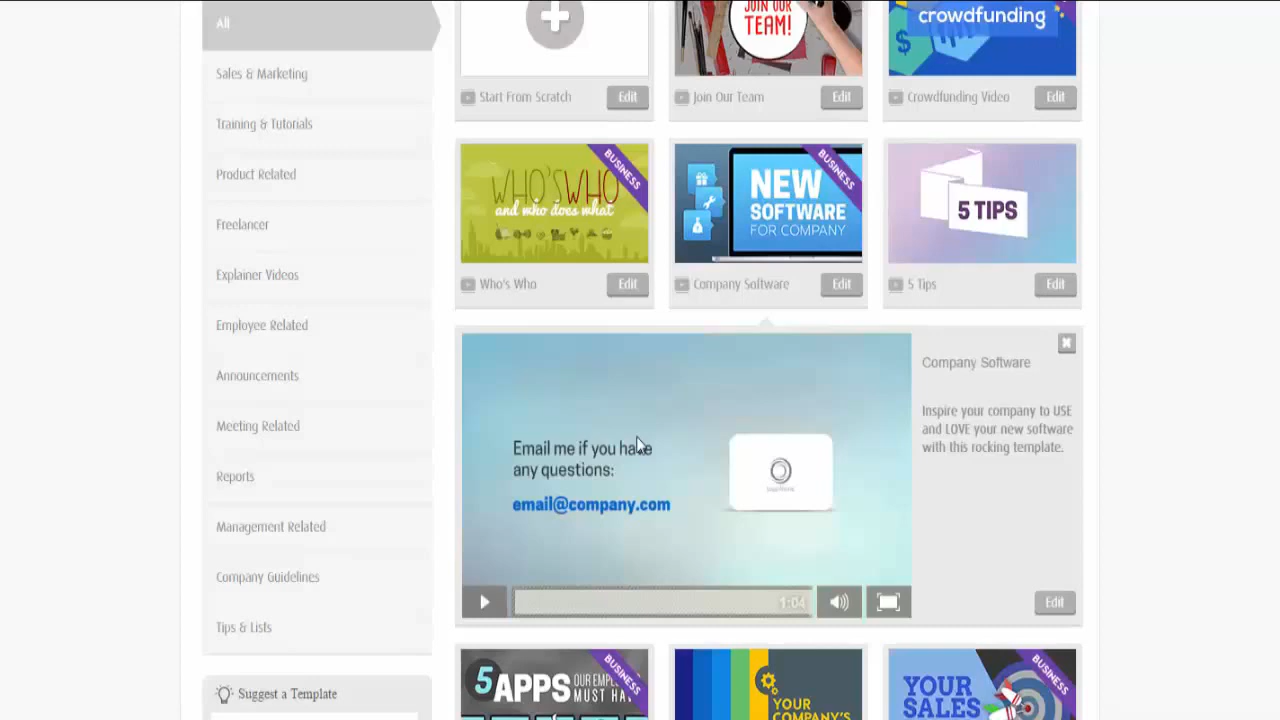 All
Sales & Marketing
Training & Tutorials
Product Related
Freelancer
Explainer Videos
Employee Related
Announcements
Meeting Related
Reports
Management Related
Company Guidelines
Tips & Lists
Suggest a Template
JOIN OUR
TEAM!
crowdfunding
$
Start From Scratch
Edit
Join Our Team
Edit
Crowdfunding Video
Edit
WHO'S WHO
and who does what
BUSINESS
NEW
SOFTWARE
FOR COMPANY
BUSINESS
5 TIPS
Who's Who
Edit
Company Software
Edit
5 Tips
Edit
Email me if you have
any questions:
email@company.com
1:04
Company Software
Inspire your company to USE
and LOVE your new software
with this rocking template.
Edit
5 APPS OUR EMPL
MUST HA
BUSINESS
YOUR
COMPANY'S
YOUR
SALES
BUSINESS